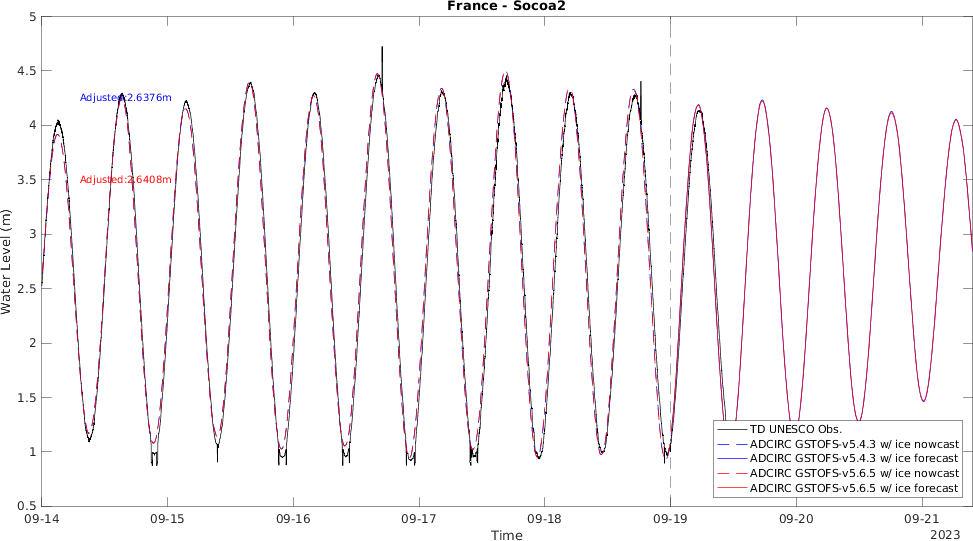 France - Socoa2
5
4.5
4
3.5
3
2.5
2
1.5
1
0.5
Water Level (m)
Adjusted:2.6376m
Adjusted:2.6408m
TD UNESCO Obs.
ADCIRC GSTOFS-v5.4.3 w/ ice nowcast
ADCIRC GSTOFS-v5.4.3 w/ ice forecast
ADCIRC GSTOFS-v5.6.5 w/ ice nowcast
ADCIRC GSTOFS-v5.6.5 w/ ice forecast
09-14 09-15 09-16 09-17 09-18 09-19 09-20 09-21
Time
2023